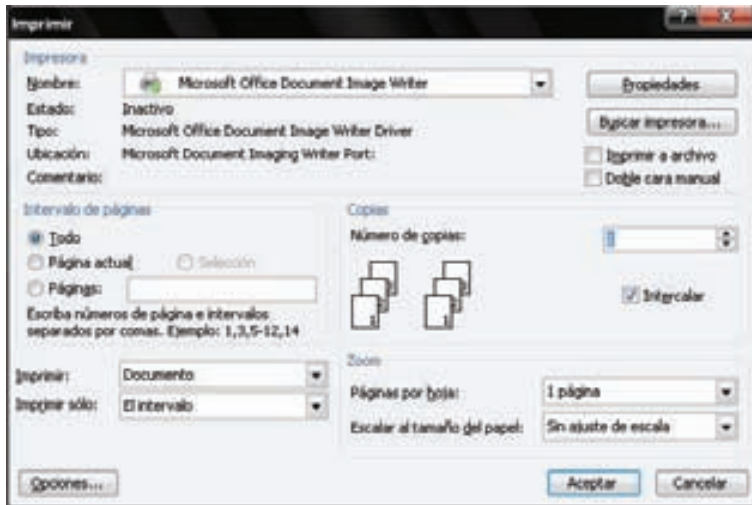 Imprimir
Impresora
Nombre: Microsoft Office Document Image Writer
Propiedades
Estado: Inactivo
Buscar impresora...
Tipo: Microsoft Office Document Image Writer Driver
Ubicación: Microsoft Document Imaging Writer Port:
Imprimir a archivo
Comentario:
Doble cara manual
Intervalo de páginas
Todo
Página actual Selección
Páginas:
Escriba números de página e intervalos
separados por comas. Ejemplo: 1,3,5-12,14
Copias
Número de copias: 1
Intercalar
Imprimir: Documento
Imprimir sólo: El intervalo
Zoom
Páginas por hoja: 1 página
Escalar al tamaño del papel: Sin ajuste de escala
Opciones...
Aceptar
Cancelar